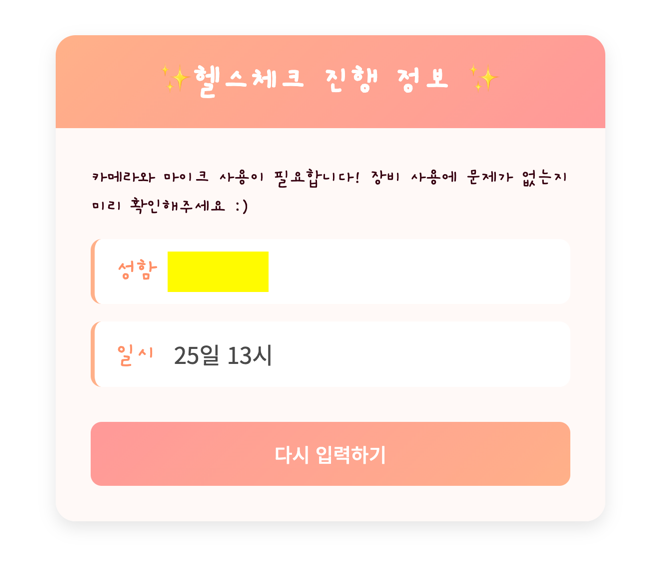 ✨헬스체크 진행 정보 ✨
카메라와 마이크 사용이 필요합니다! 장비 사용에 문제가 없는지
미리 확인해주세요 :)
성함
일시 25일 13시
다시 입력하기